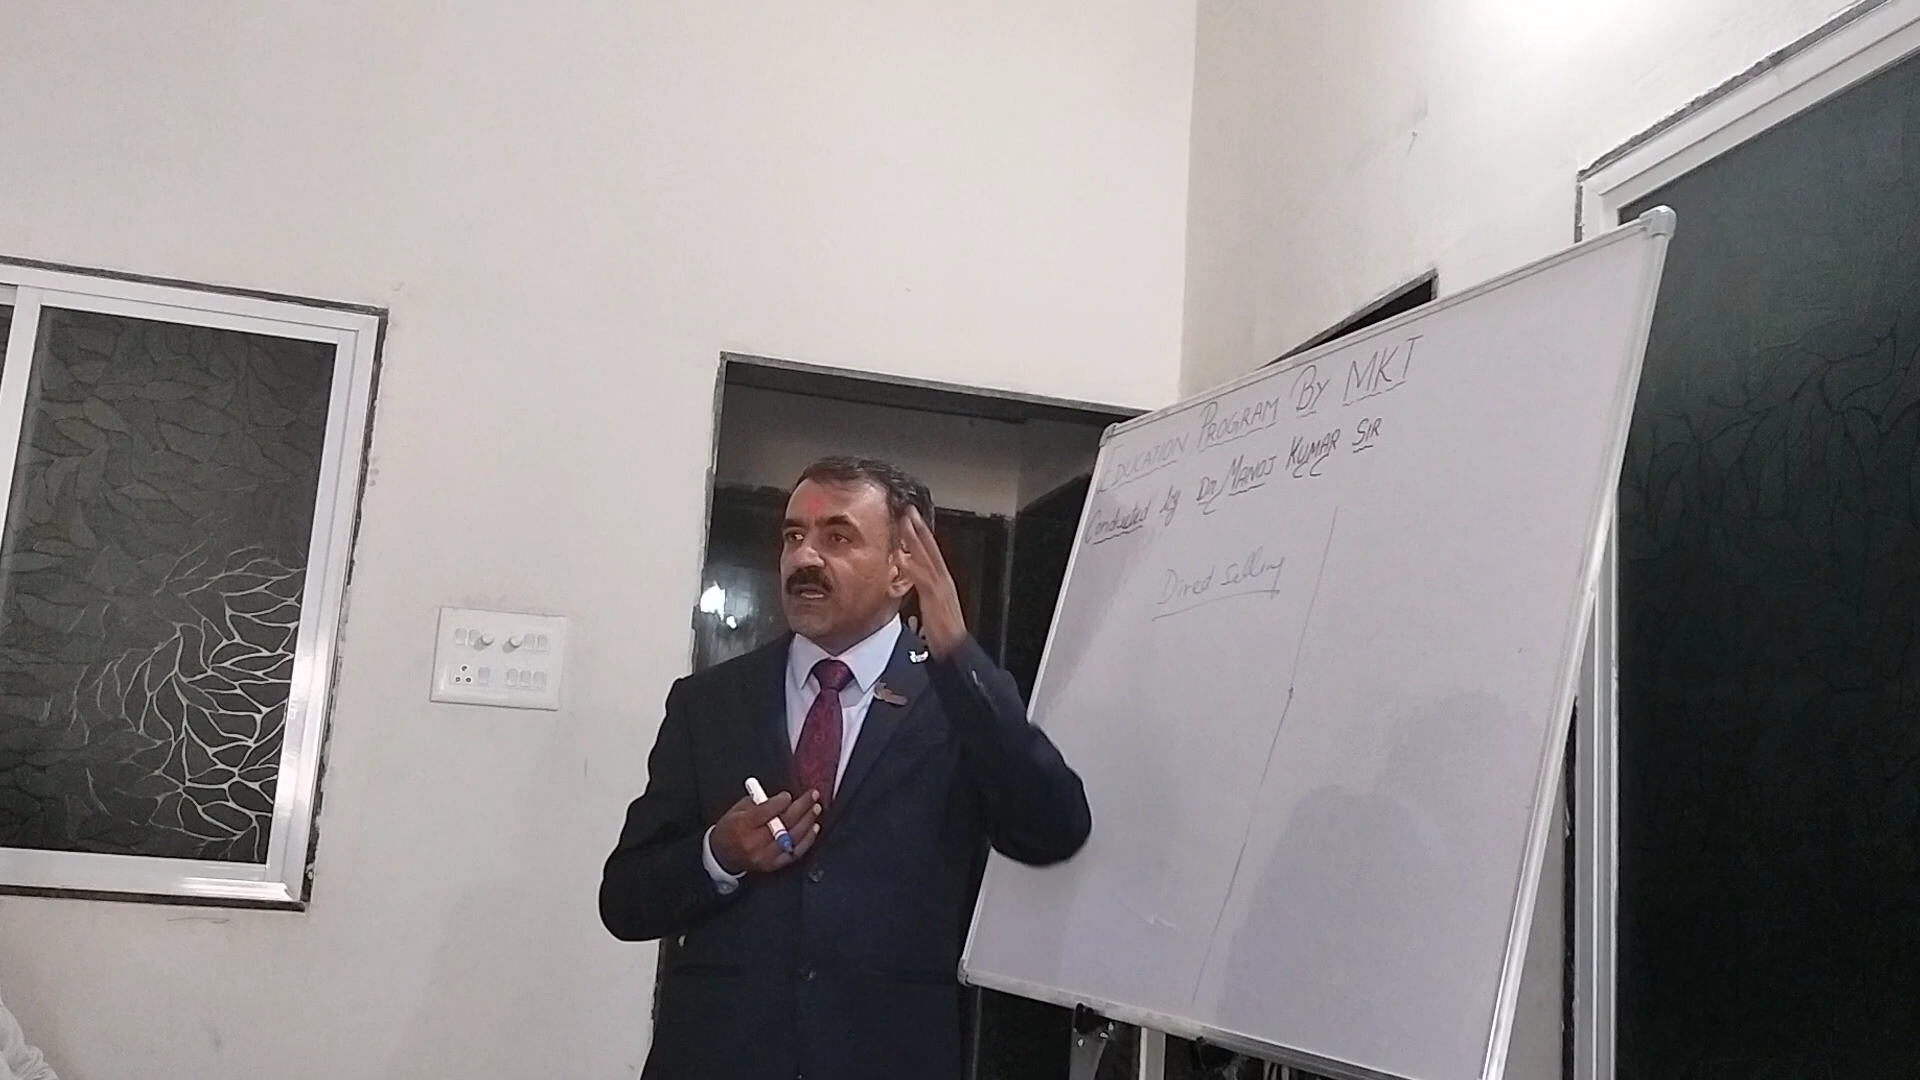 EDUCATION PROGRAM BY MKT
Conducted by Dr MANOJ KUMAR SIR
Direct selling